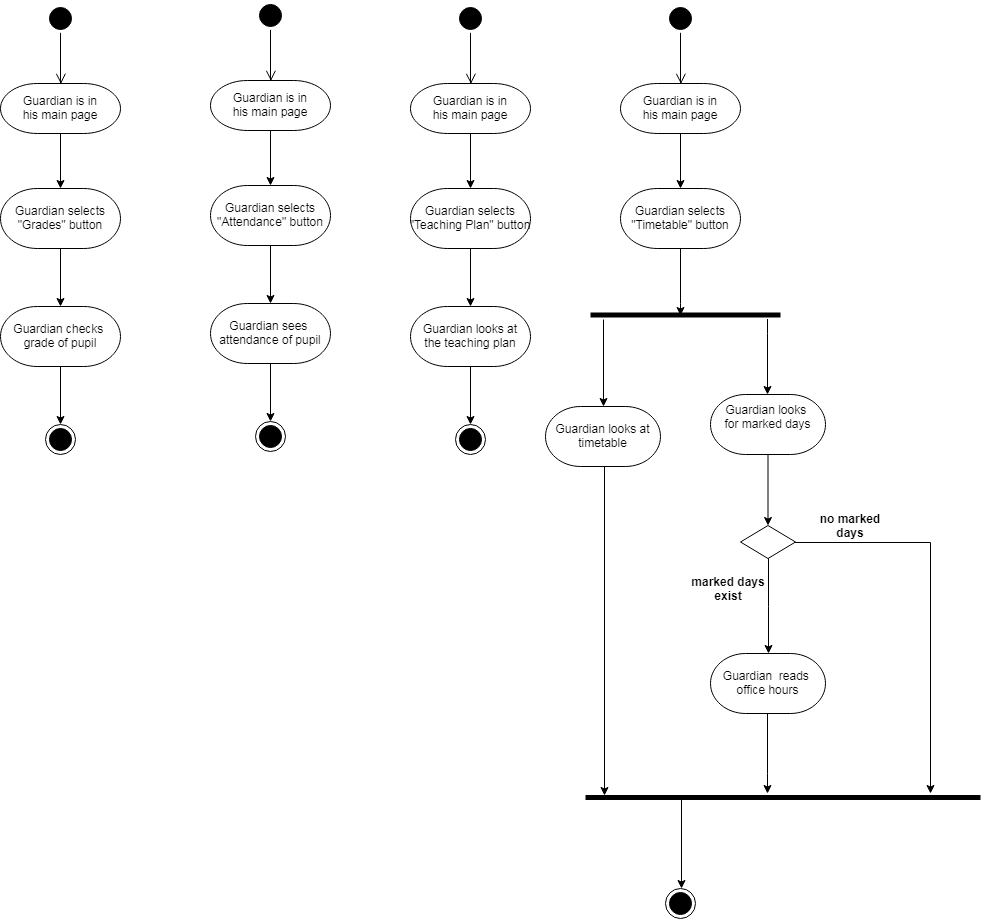 Guardian is in
his main page
Guardian is in
his main page
Guardian is in
his main page
Guardian is in
his main page
Guardian selects
"Grades" button
Guardian selects
"Attendance" button
Guardian selects
"Teaching Plan" button
Guardian selects
"Timetable" button
Guardian checks
grade of pupil
Guardian sees
attendance of pupil
Guardian looks at
the teaching plan
Guardian looks at
timetable
Guardian looks
for marked days
no marked
days
marked days
exist
Guardian reads
office hours